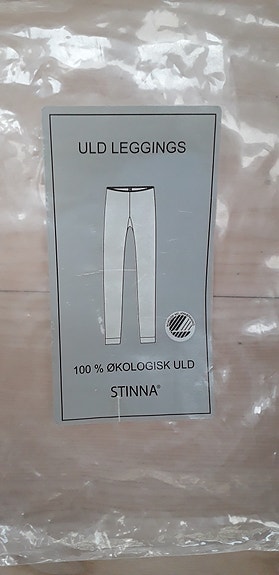 ULD LEGGINGS
100 % ØKOLOGISK ULD
STINNA®